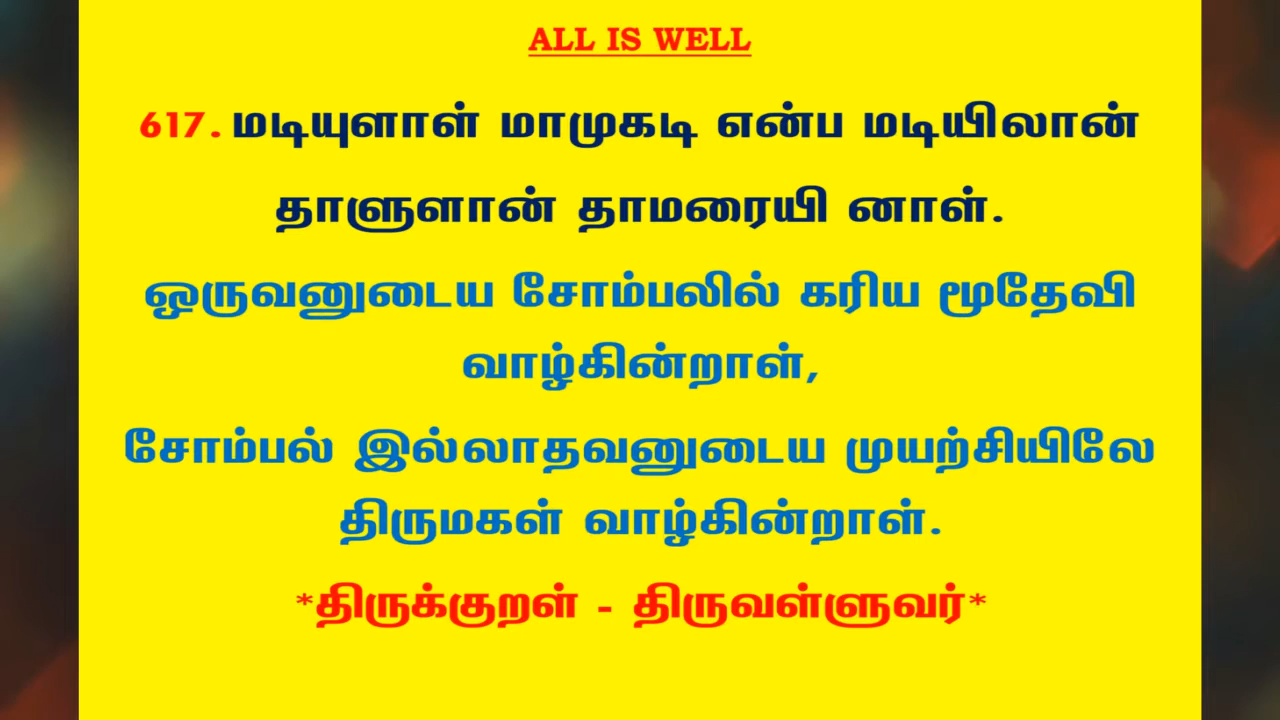 ALL IS WELL
617. மடியுளாள் மாமுகடி என்ப மடியிலான்
தாளுளான் தாமரையி னாள்.
ஒருவனுடைய சோம்பலில் கரிய மூதேவி
வாழ்கின்றாள்,
சோம்பல் இல்லாதவனுடைய முயற்சியிலே
திருமகள் வாழ்கின்றாள்.
*திருக்குறள் - திருவள்ளுவர்*